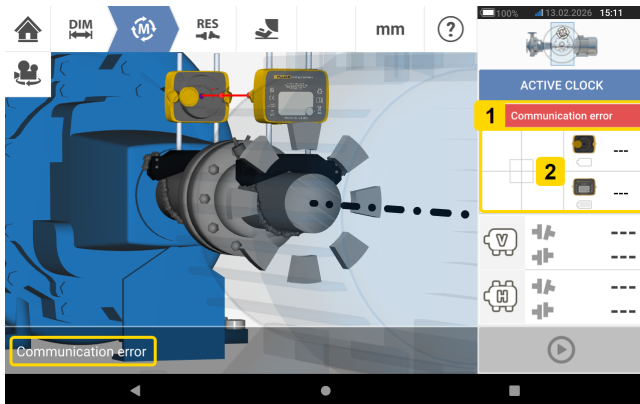 100% 13.02.2026 15:11
DIM
M
RES
mm
?
ACTIVE CLOCK
1 Communication error
2
---
---
V
---
---
H
---
---
Communication error